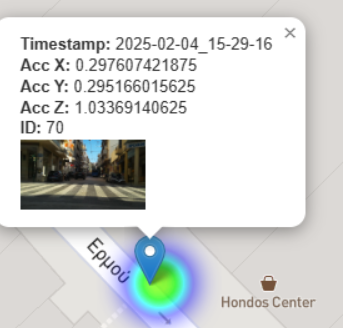 Timestamp: 2025-02-04_15-29-16
Acc X: 0.297607421875
Acc Y: 0.295166015625
Acc Z: 1.03369140625
ID: 70
Ερμού
Hondos Center